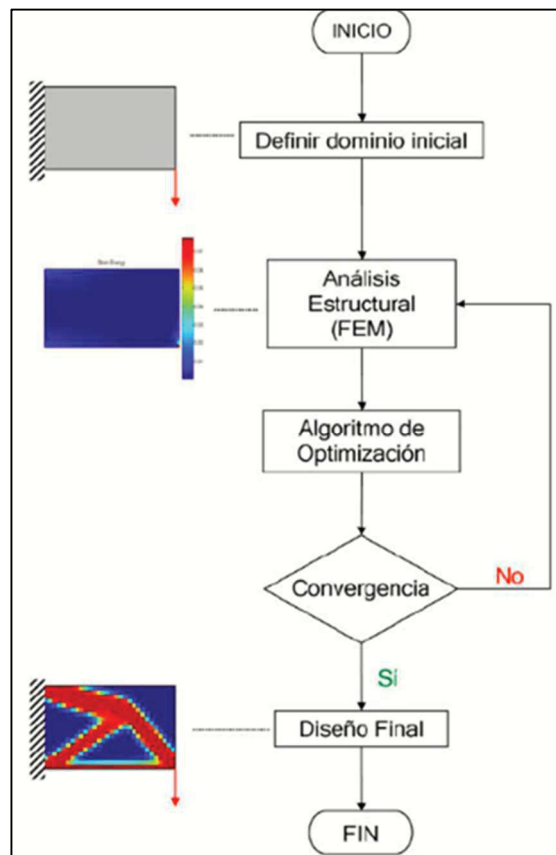 INICIO
Definir dominio inicial
Análisis
Estructural
(FEM)
Algoritmo de
Optimización
Convergencia
No
Sí
Diseño Final
FIN